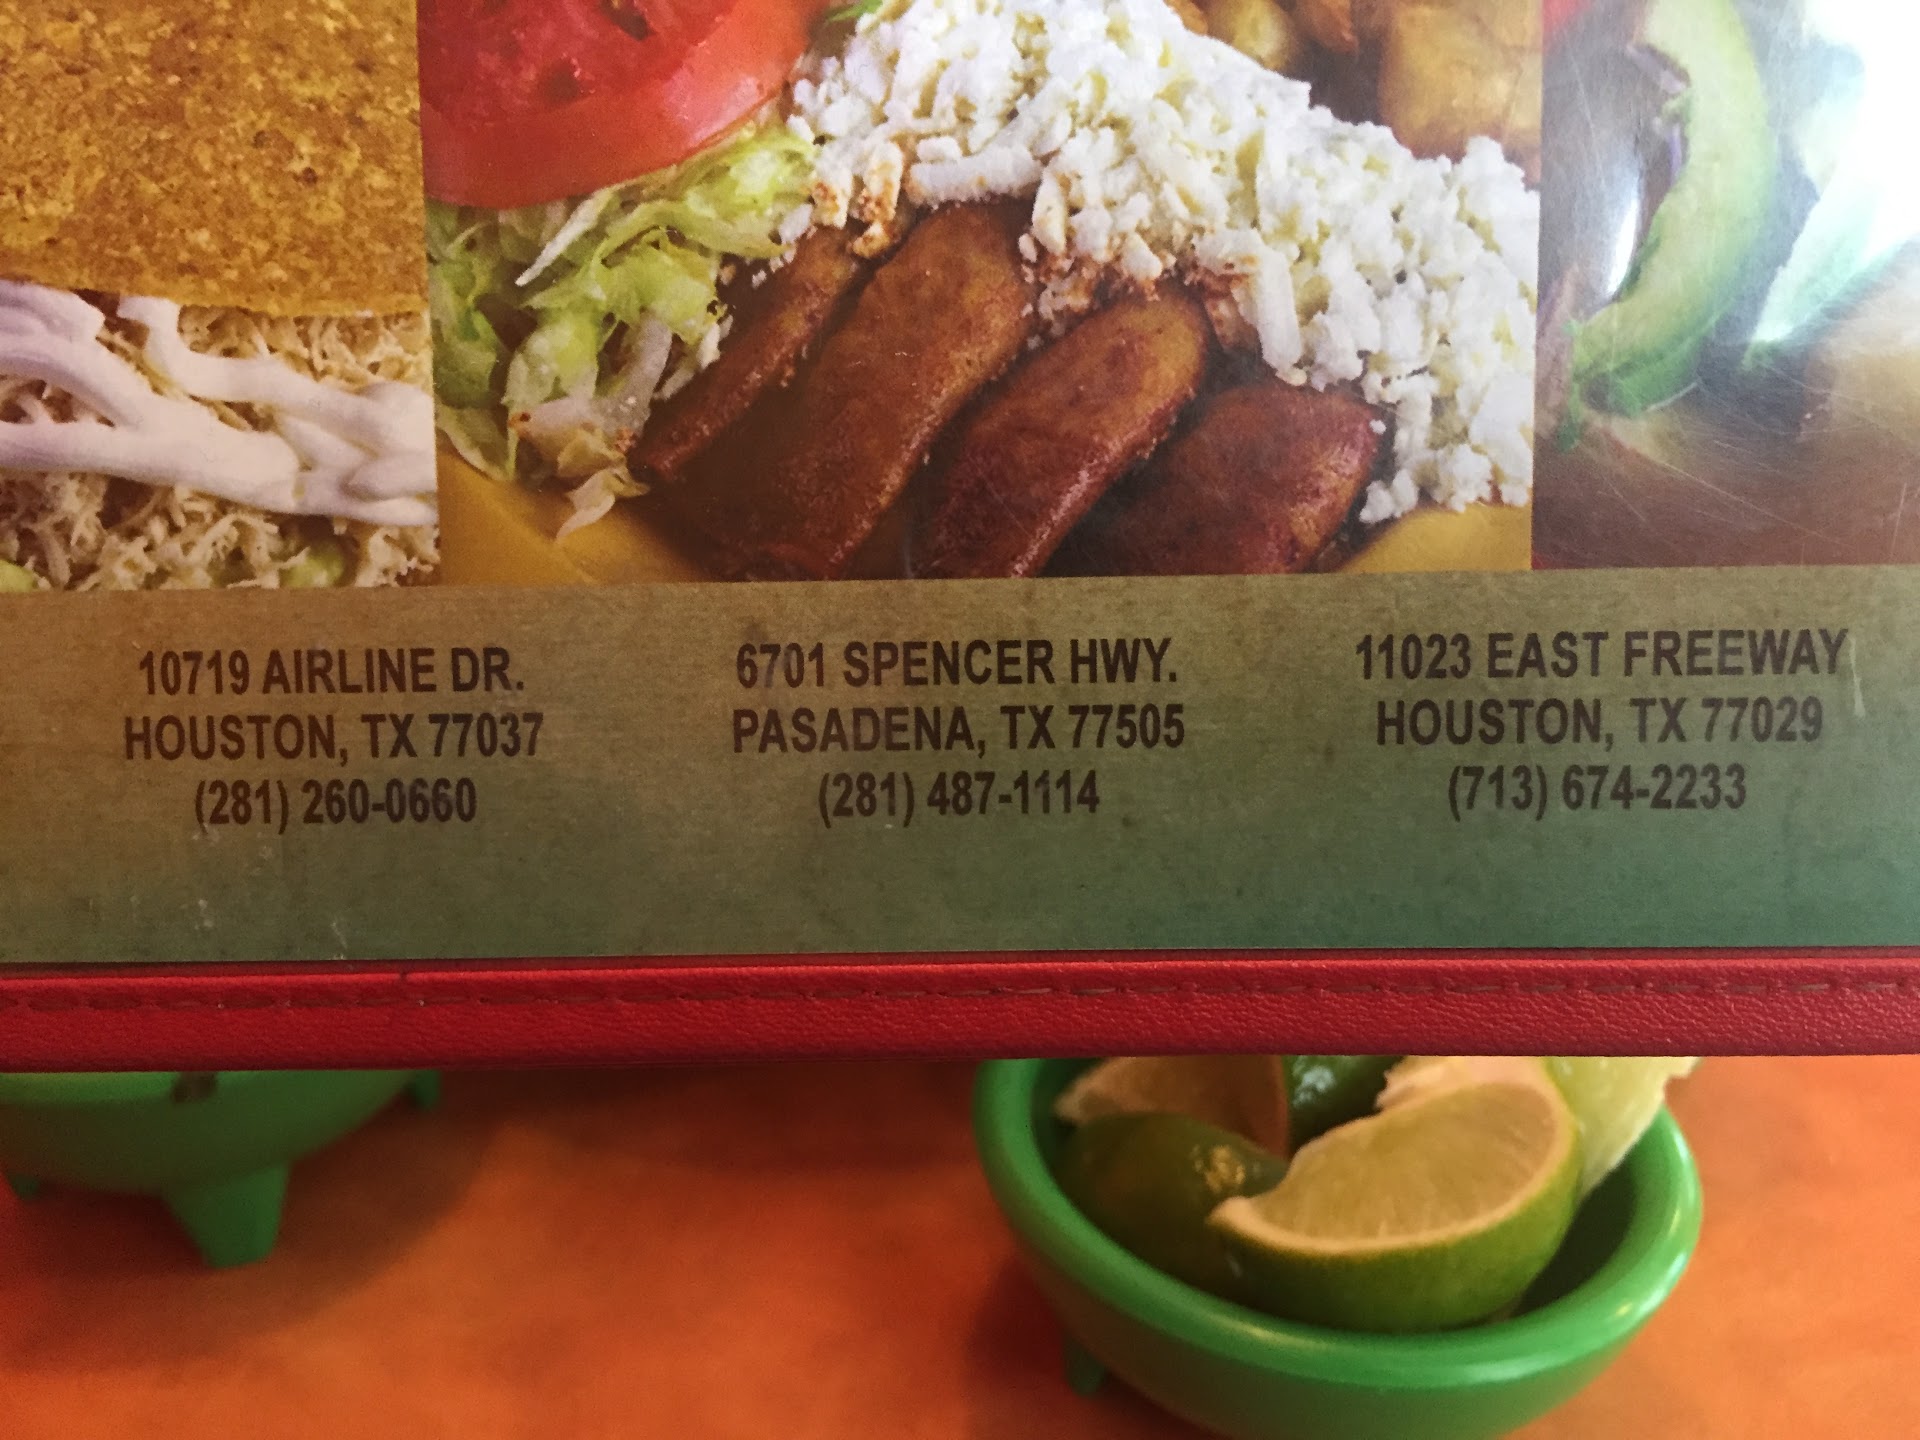 10719 AIRLINE DR.
HOUSTON, TX 77037
(281) 260-0660
6701 SPENCER HWY.
PASADENA, TX 77505
(281) 487-1114
11023 EAST FREEWAY
HOUSTON, TX 77029
(713) 674-2233